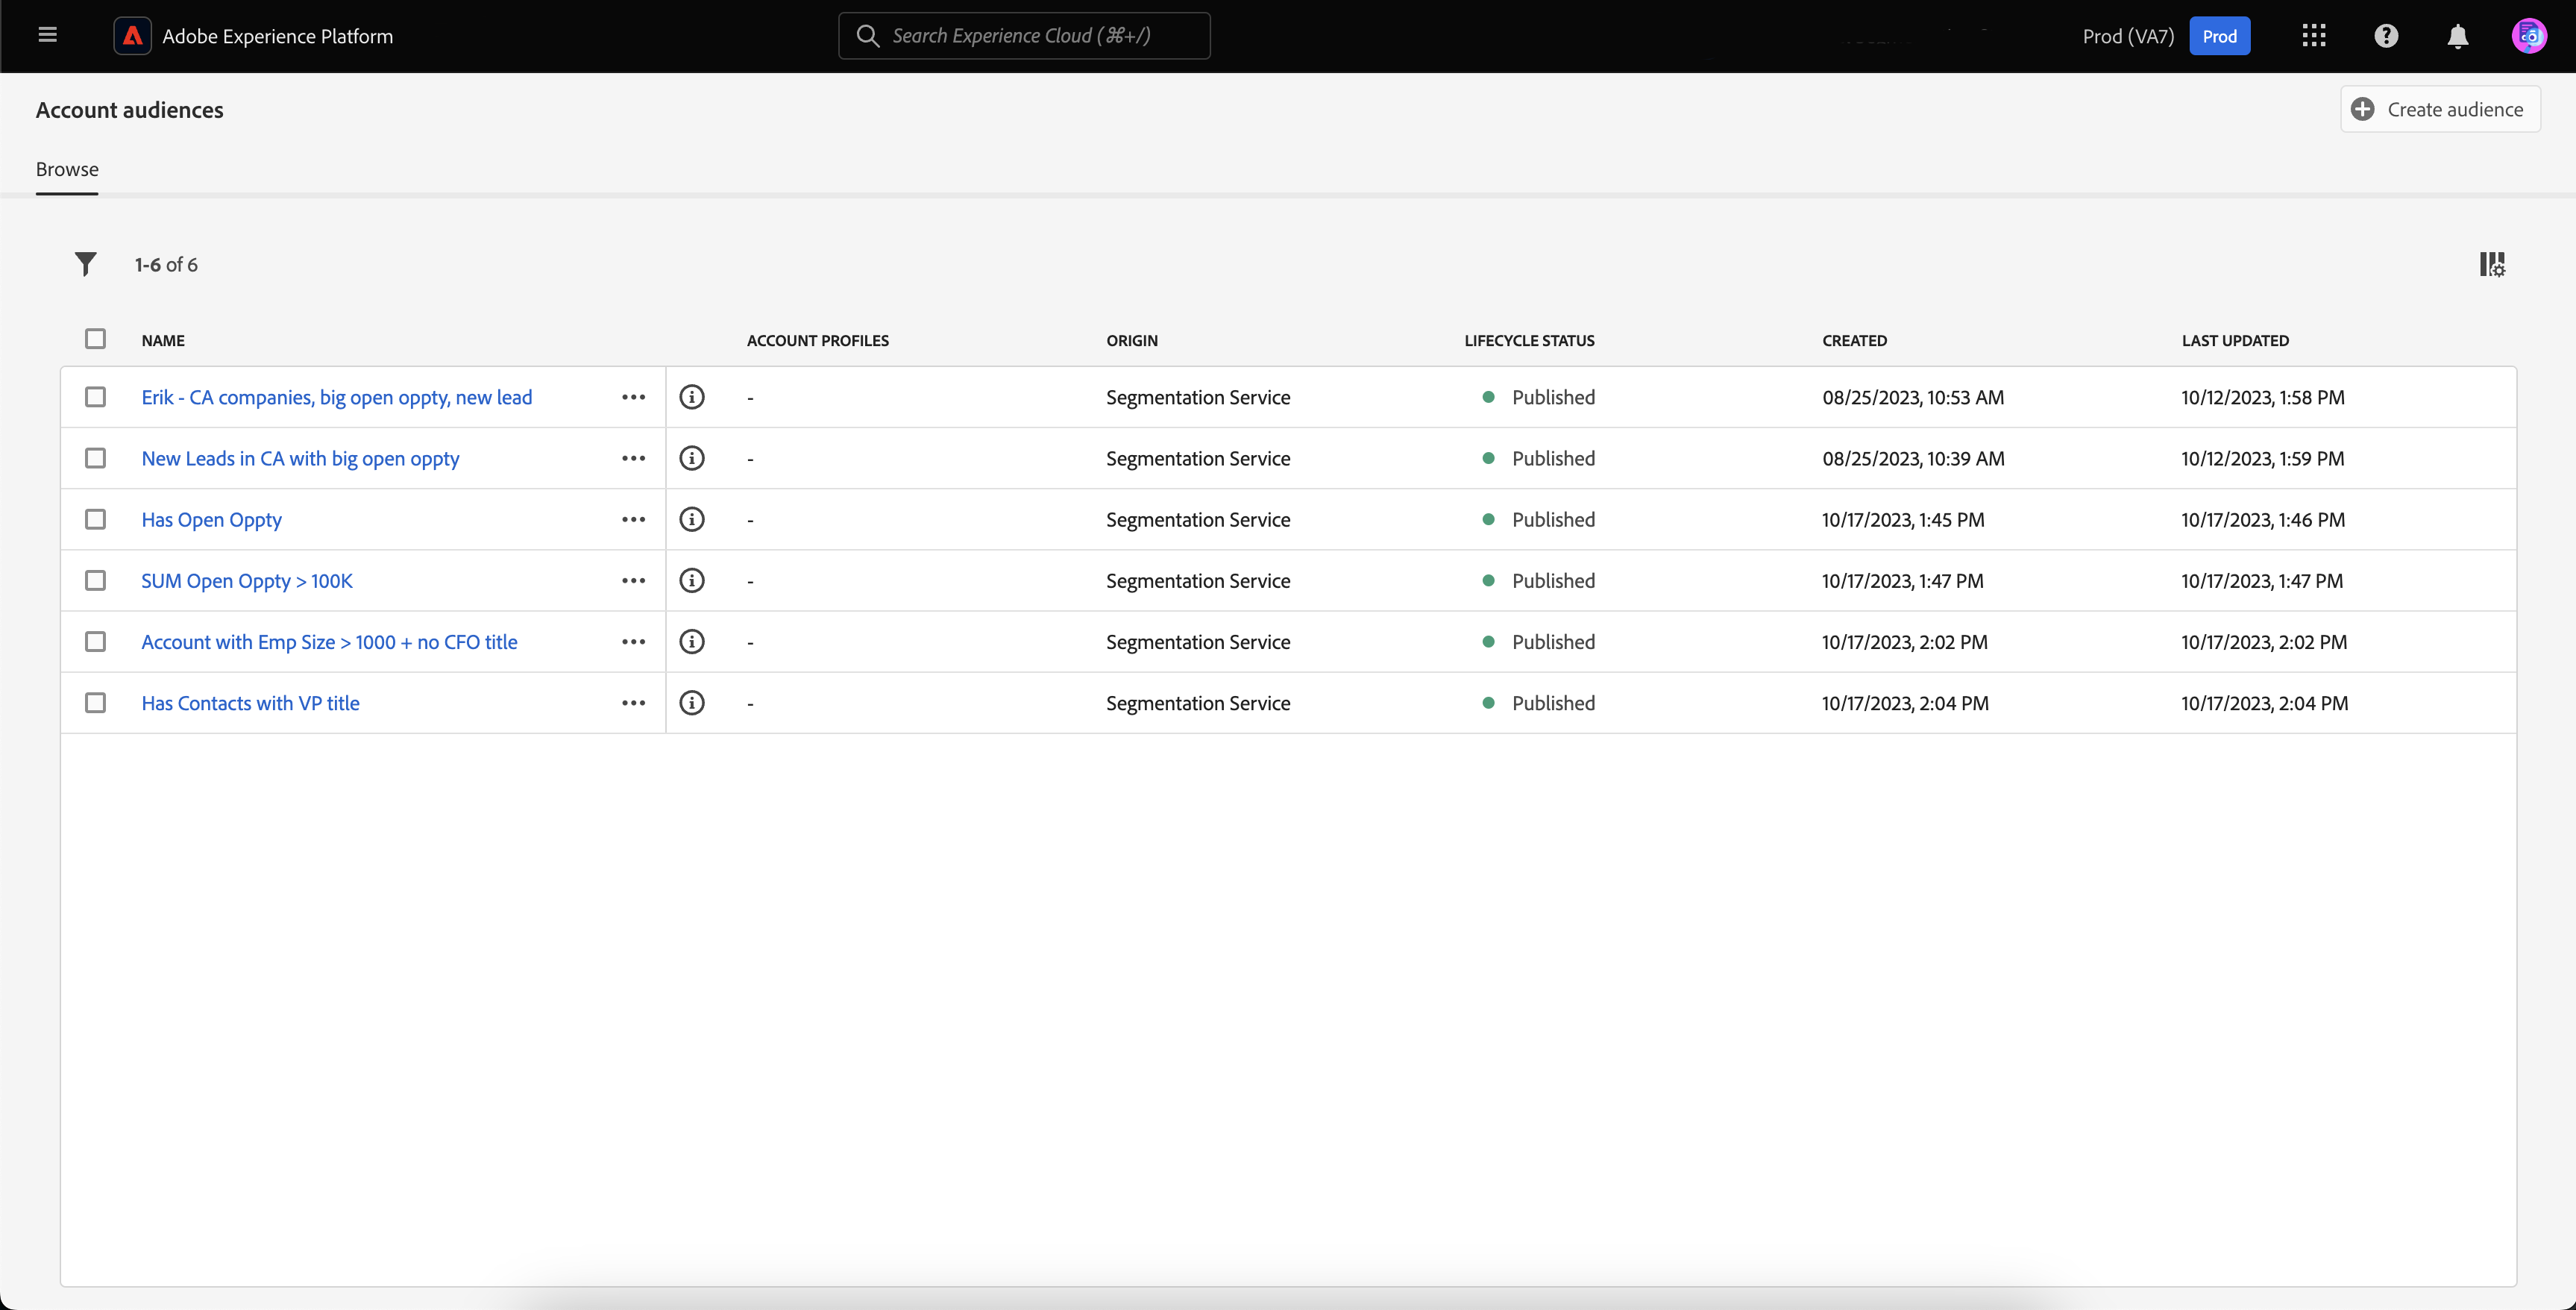 Adobe Experience Platform
Search Experience Cloud (⌘+/)
Prod (VA7) Prod
Account audiences
Create audience
Browse
1-6 of 6
NAME ACCOUNT PROFILES ORIGIN LIFECYCLE STATUS CREATED LAST UPDATED
Erik - CA companies, big open oppty, new lead - Segmentation Service Published 08/25/2023, 10:53 AM 10/12/2023, 1:58 PM
New Leads in CA with big open oppty - Segmentation Service Published 08/25/2023, 10:39 AM 10/12/2023, 1:59 PM
Has Open Oppty - Segmentation Service Published 10/17/2023, 1:45 PM 10/17/2023, 1:46 PM
SUM Open Oppty > 100K - Segmentation Service Published 10/17/2023, 1:47 PM 10/17/2023, 1:47 PM
Account with Emp Size > 1000 + no CFO title - Segmentation Service Published 10/17/2023, 2:02 PM 10/17/2023, 2:02 PM
Has Contacts with VP title - Segmentation Service Published 10/17/2023, 2:04 PM 10/17/2023, 2:04 PM